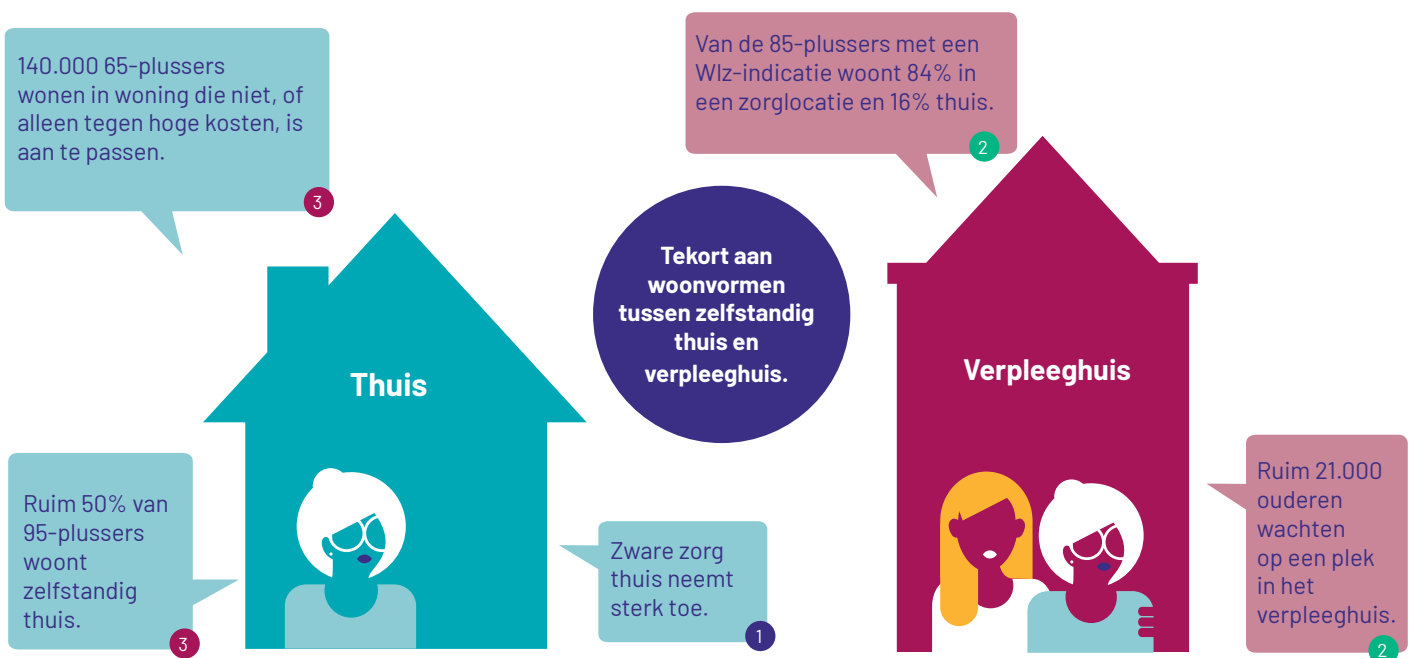 140.000 65-plussers
wonen in woning die niet, of
alleen tegen hoge kosten, is
aan te passen.
3
Van de 85-plussers met een
Wlz-indicatie woont 84% in
een zorglocatie en 16% thuis.
2
Tekort aan
woonvormen
tussen zelfstandig
thuis en
verpleeghuis.
Thuis
Verpleeghuis
Ruim 50% van
95-plussers
woont
zelfstandig
thuis.
3
Zware zorg
thuis neemt
sterk toe.
1
Ruim 21.000
ouderen
wachten
op een plek
in het
verpleeghuis.
2